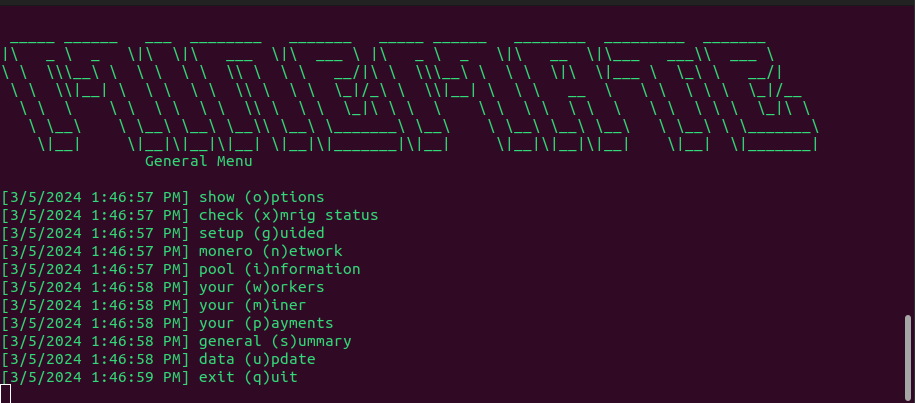 General Menu
[3/5/2024 1:46:57 PM] show (o)ptions
[3/5/2024 1:46:57 PM] check (x)mrig status
[3/5/2024 1:46:57 PM] setup (g)uided
[3/5/2024 1:46:57 PM] monero (n)etwork
[3/5/2024 1:46:57 PM] pool (i)nformation
[3/5/2024 1:46:58 PM] your (w)orkers
[3/5/2024 1:46:58 PM] your (m)iner
[3/5/2024 1:46:58 PM] your (p)ayments
[3/5/2024 1:46:58 PM] general (s)ummary
[3/5/2024 1:46:58 PM] data (u)pdate
[3/5/2024 1:46:59 PM] exit (q)uit